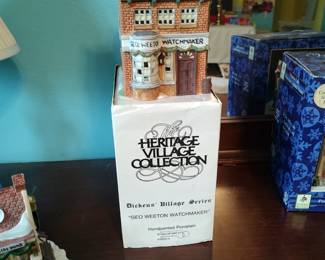 GEO WEETON WATCHMAKER
The
HERITAGE
VILLAGE
COLLECTION
Dickens' Village Series
"GEO WEETON WATCHMAKER"
Handpainted Porcelain